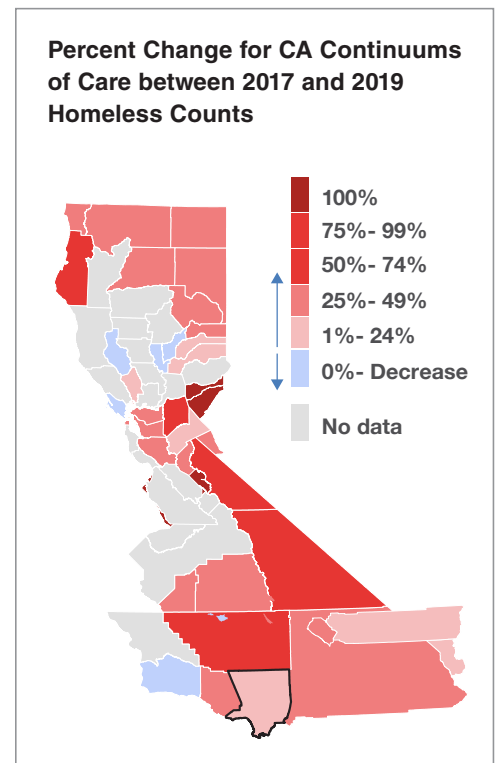 Percent Change for CA Continuums
of Care between 2017 and 2019
Homeless Counts
100%
75%- 99%
50%- 74%
25%- 49%
1%- 24%
0%- Decrease
No data